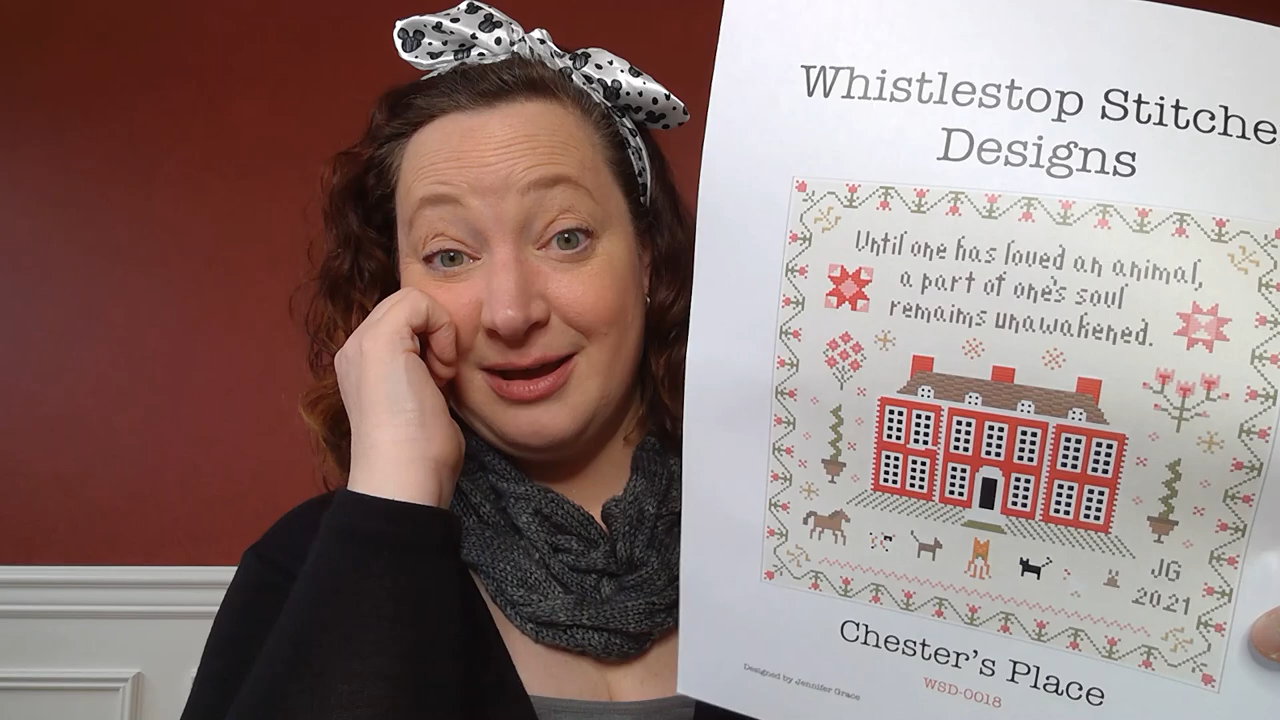 Whistlestop Stitche
Designs
Until one has loved an animal,
a part of one's soul
remains unawakened.
JG
2021
Chester's Place
WSD-0018
Designed by Jennifer Grace